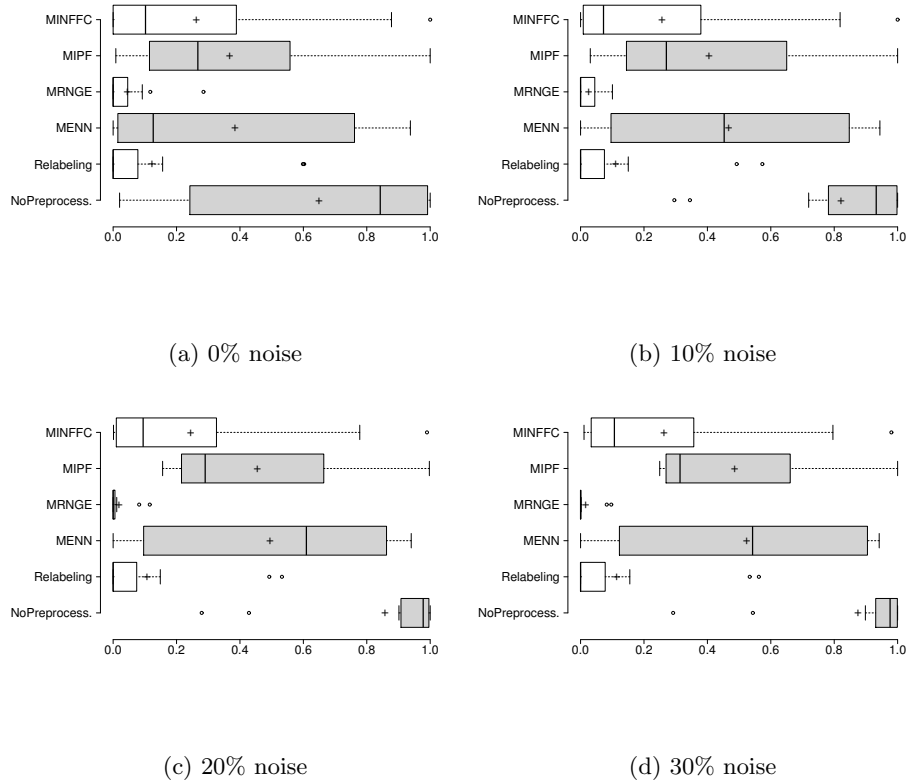 MINFFC
MIPF
MRNGE
MENN
Relabeling
NoPreprocess.
0.0 0.2 0.4 0.6 0.8 1.0
(a) 0% noise
MINFFC
MIPF
MRNGE
MENN
Relabeling
NoPreprocess.
0.0 0.2 0.4 0.6 0.8 1.0
(b) 10% noise
MINFFC
MIPF
MRNGE
MENN
Relabeling
NoPreprocess.
0.0 0.2 0.4 0.6 0.8 1.0
(c) 20% noise
MINFFC
MIPF
MRNGE
MENN
Relabeling
NoPreprocess.
0.0 0.2 0.4 0.6 0.8 1.0
(d) 30% noise